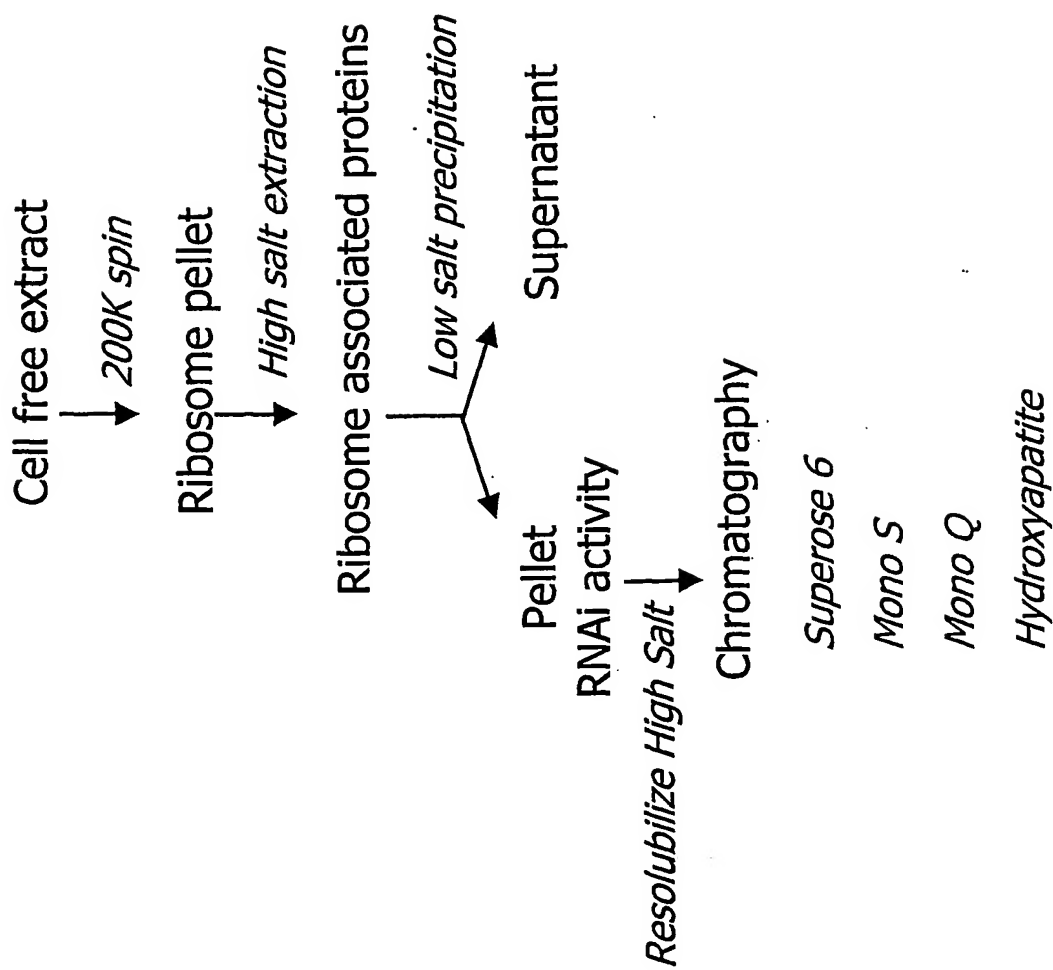 Cell free extract
200K spin
Ribosome pellet
High salt extraction
Ribosome associated proteins
Low salt precipitation
Pellet
RNAi activity
Supernatant
Resolubilize High Salt
Chromatography
Superose 6
Mono S
Mono Q
Hydroxyapatite